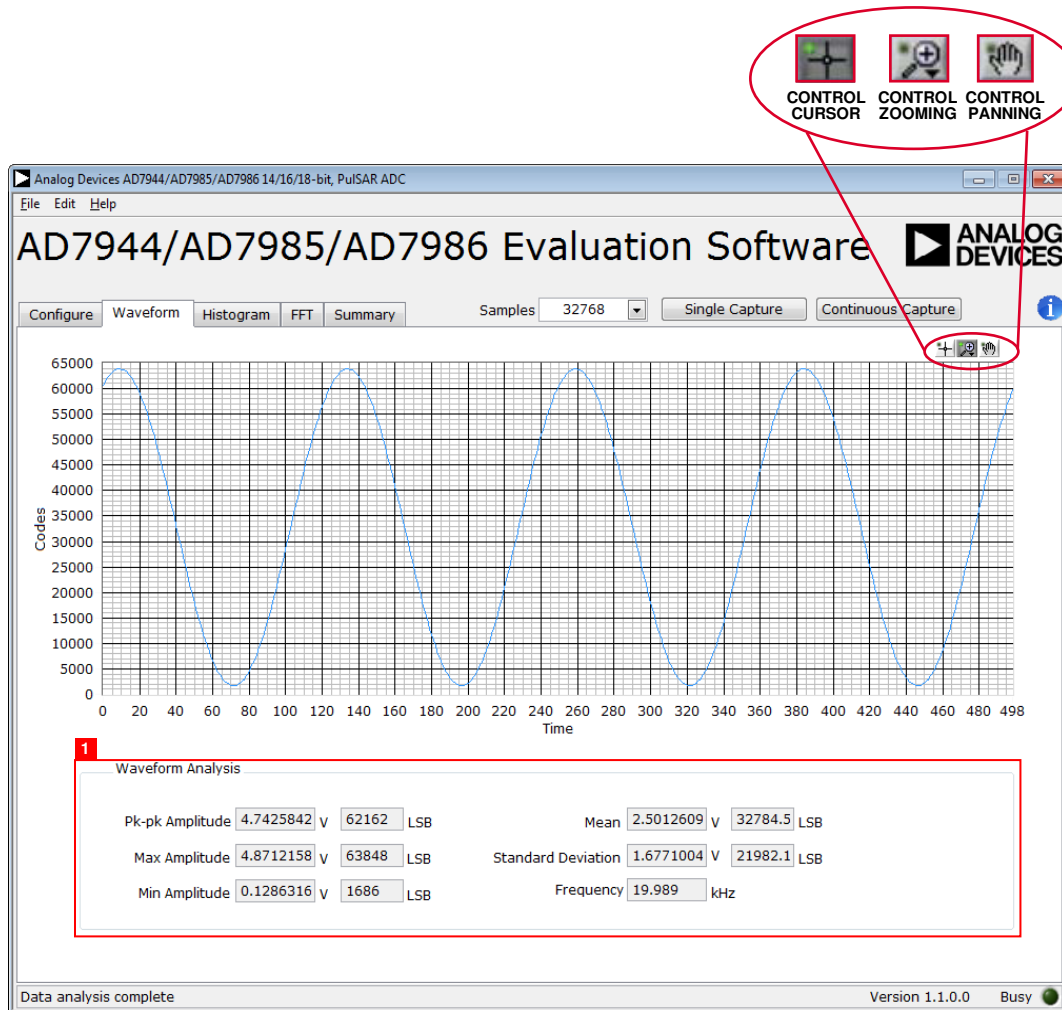 CONTROL CURSOR
CONTROL ZOOMING
CONTROL PANNING
Analog Devices AD7944/AD7985/AD7986 14/16/18-bit, PulSAR ADC
File Edit Help
AD7944/AD7985/AD7986 Evaluation Software
ANALOG DEVICES
Configure Waveform Histogram FFT Summary
Samples 32768 Single Capture Continuous Capture
65000
60000
55000
50000
45000
40000
35000
30000
25000
20000
15000
10000
5000
0
Codes
0 20 40 60 80 100 120 140 160 180 200 220 240 260 280 300 320 340 360 380 400 420 440 460 480 498
Time
1
Waveform Analysis
Pk-pk Amplitude 4.7425842 V 62162 LSB
Mean 2.5012609 V 32784.5 LSB
Max Amplitude 4.8712158 V 63848 LSB
Standard Deviation 1.6771004 V 21982.1 LSB
Min Amplitude 0.1286316 V 1686 LSB
Frequency 19.989 kHz
Data analysis complete
Version 1.1.0.0 Busy